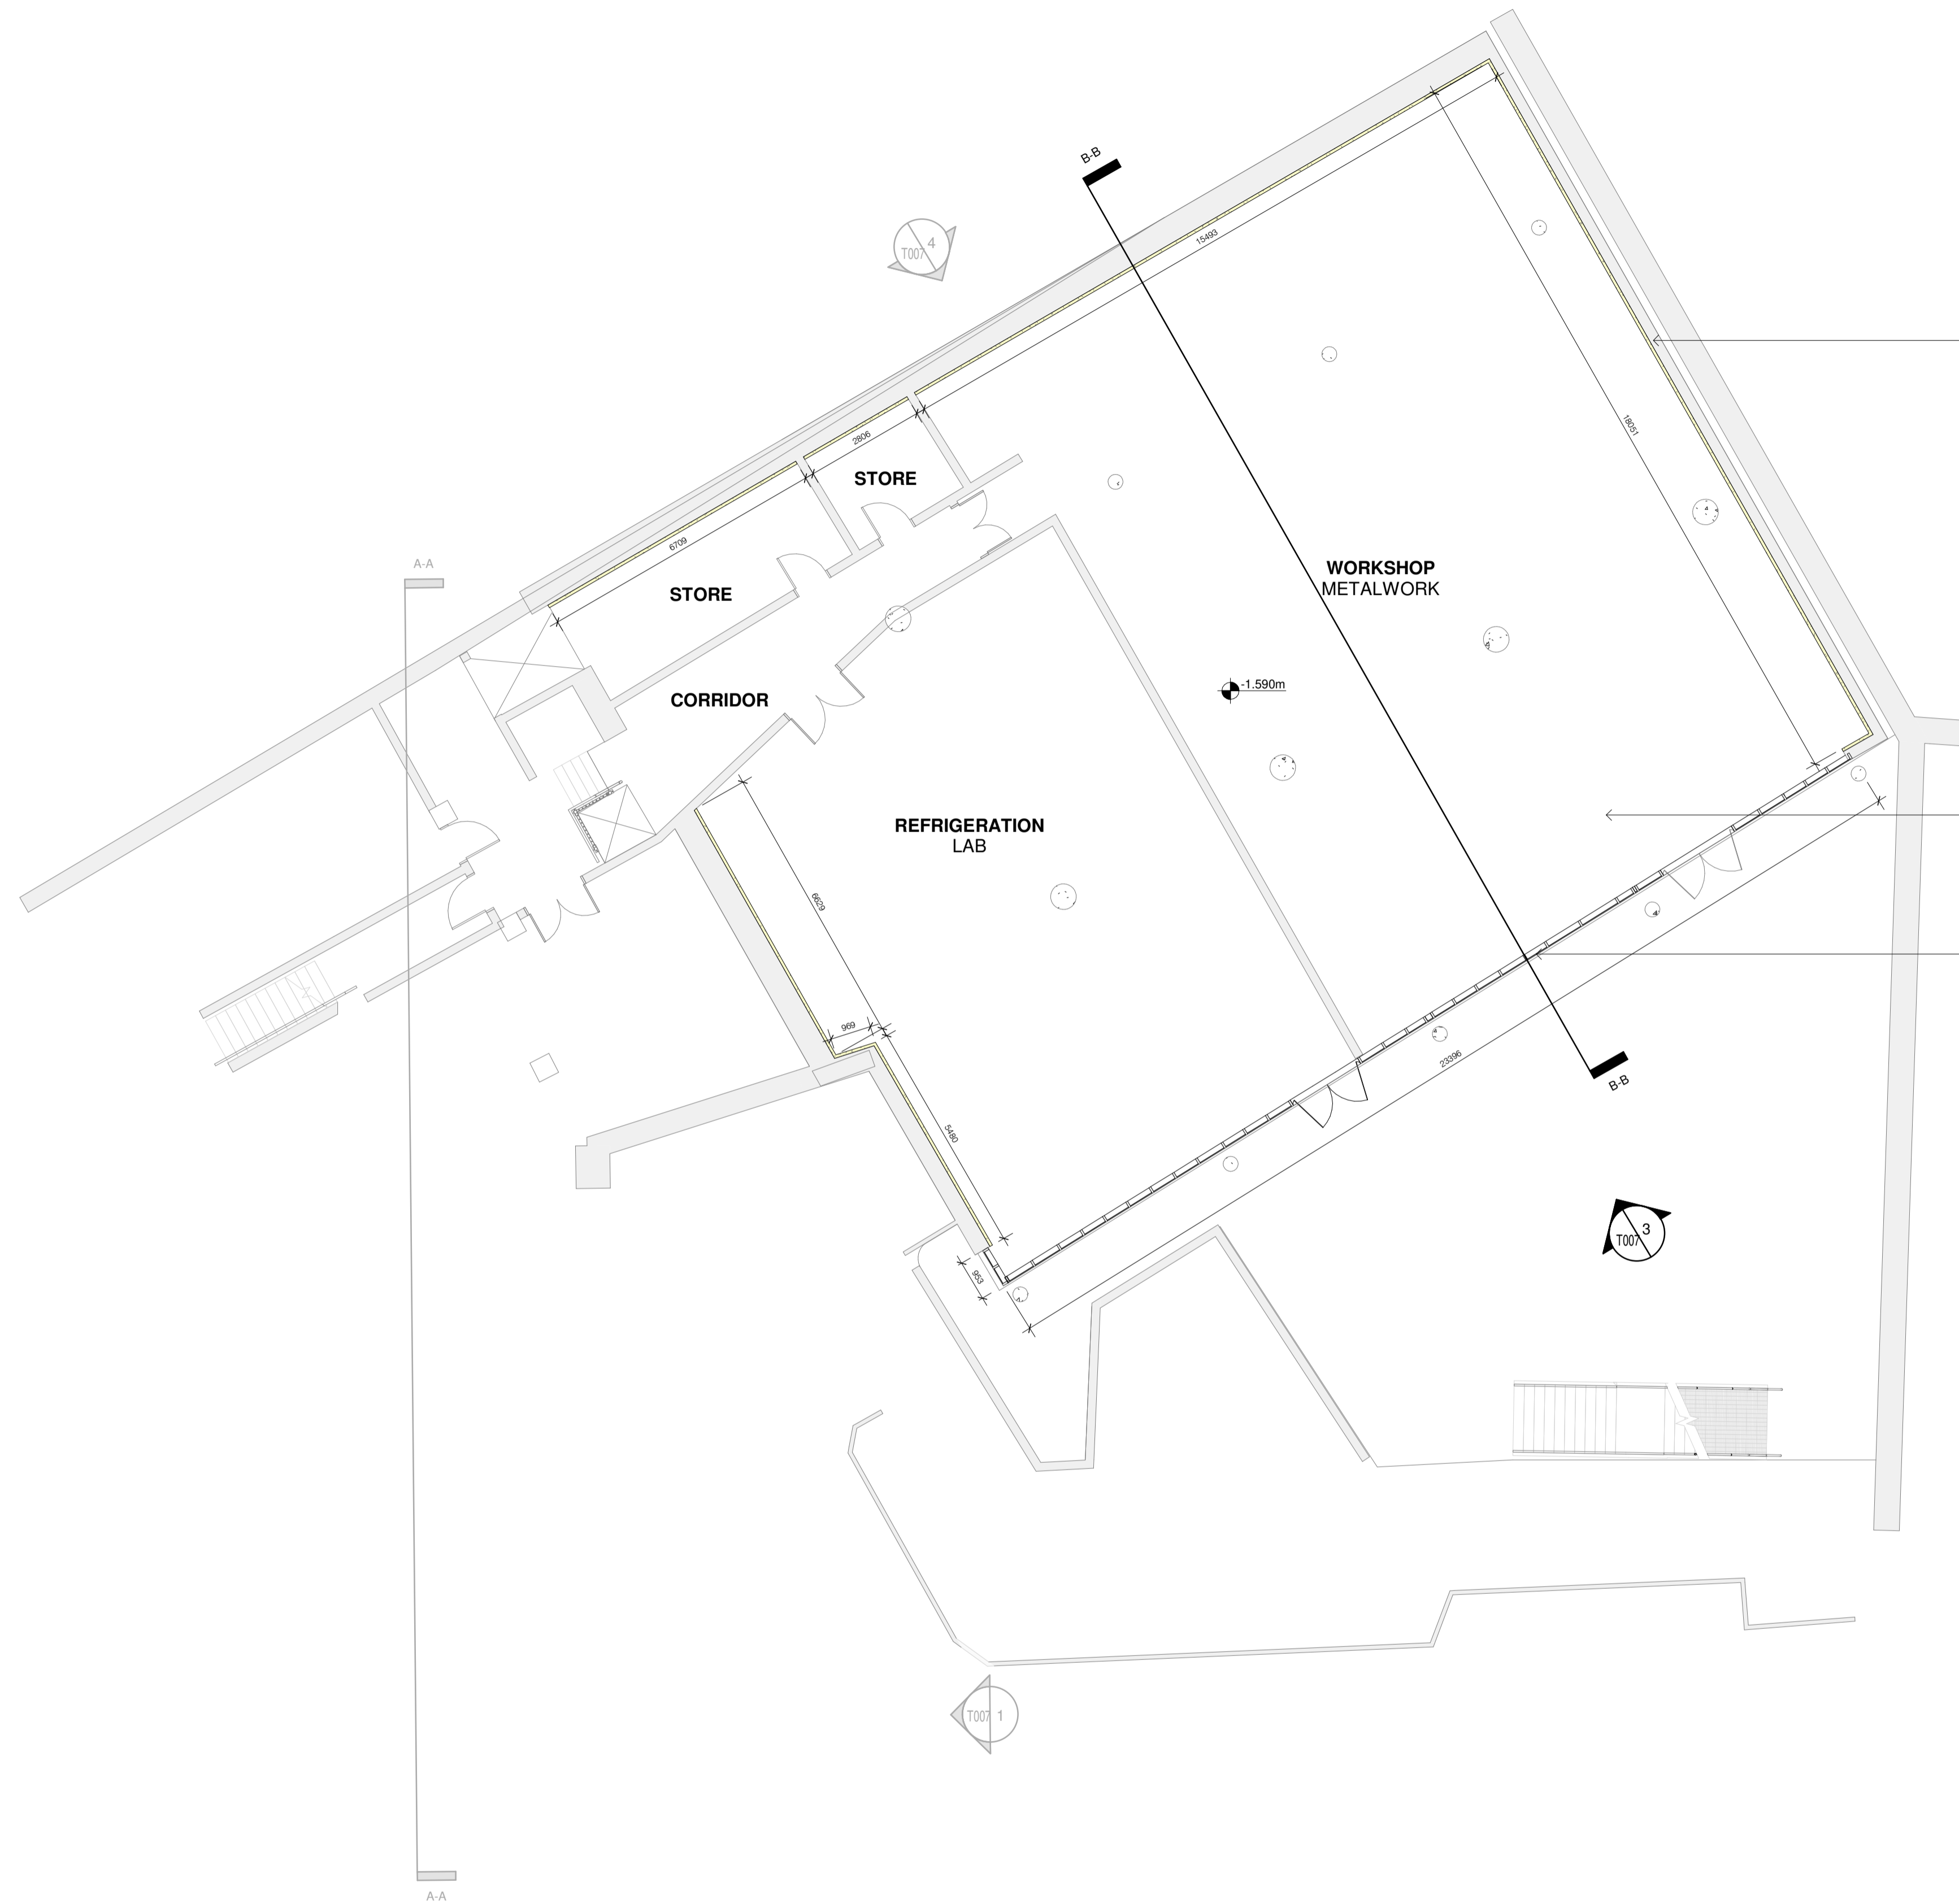 B-B
4
T007
15493
18051
2806
STORE
6709
STORE
A-A
WORKSHOP
METALWORK
-1.590m
CORRIDOR
REFRIGERATION
LAB
6629
969
5480
953
23396
B-B
3
T007
T007 1
A-A